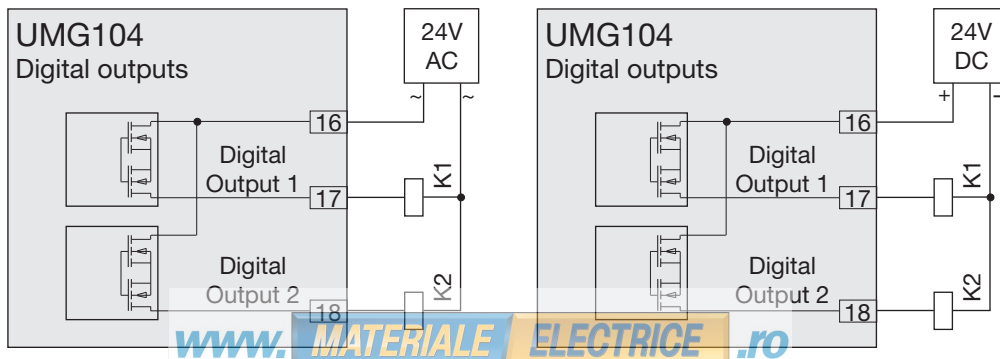 UMG104
Digital outputs
24V
AC
~ ~
16
Digital
Output 1
17
K1
Digital
Output 2
18
K2
UMG104
Digital outputs
24V
DC
+ -
16
Digital
Output 1
17
K1
Digital
Output 2
18
K2
www. MATERIALE ELECTRICE .ro